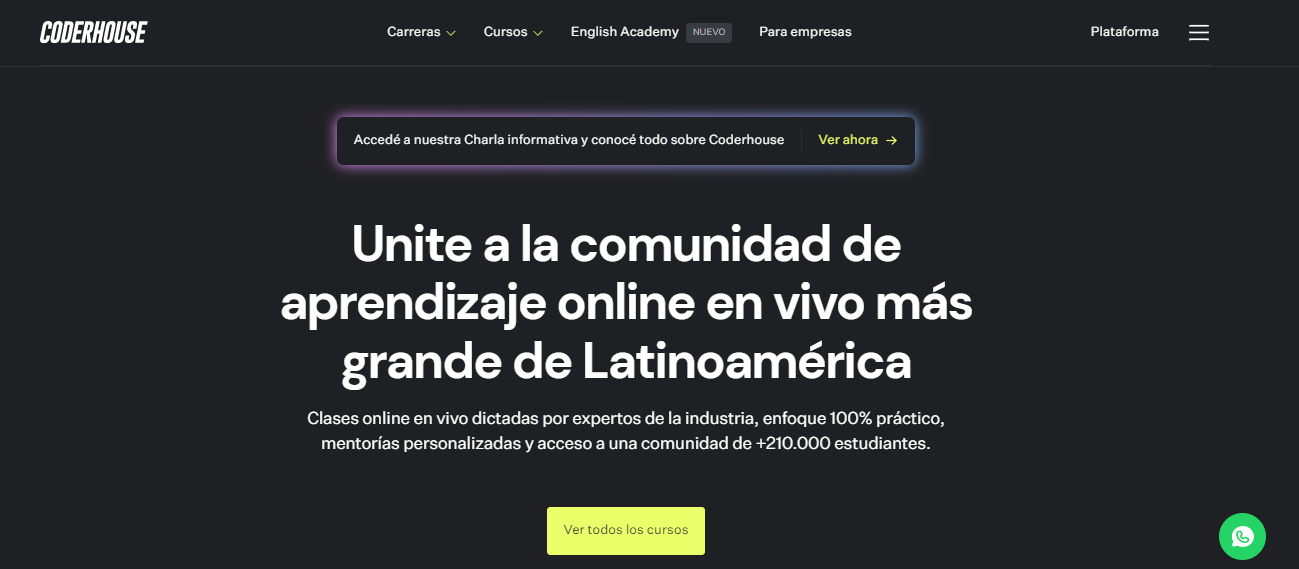 CODERHOUSE
Carreras
Cursos
English Academy
NUEVO
Para empresas
Plataforma
Accedé a nuestra Charla informativa y conocé todo sobre Coderhouse
Ver ahora →
Unite a la comunidad de
aprendizaje online en vivo más
grande de Latinoamérica
Clases online en vivo dictadas por expertos de la industria, enfoque 100% práctico,
mentorías personalizadas y acceso a una comunidad de +210.000 estudiantes.
Ver todos los cursos